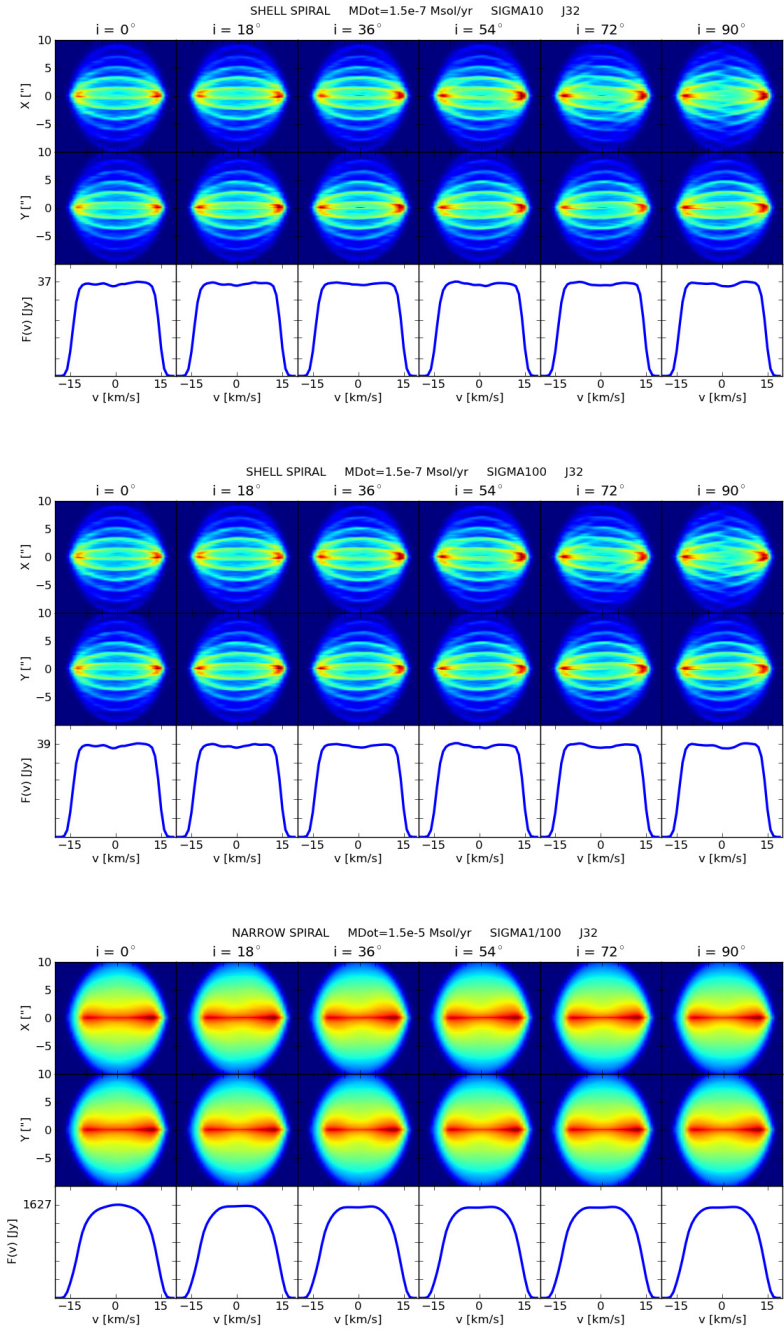 SHELL SPIRAL MDot=1.5e-7 Msol/yr SIGMA10 J32
i = 0° i = 18° i = 36° i = 54° i = 72° i = 90°
10
5
0
−5
X ["]
10
5
0
−5
Y ["]
37
F(v) [Jy]
−15 0 15 −15 0 15 −15 0 15 −15 0 15 −15 0 15 −15 0 15
v [km/s] v [km/s] v [km/s] v [km/s] v [km/s] v [km/s]
SHELL SPIRAL MDot=1.5e-7 Msol/yr SIGMA100 J32
i = 0° i = 18° i = 36° i = 54° i = 72° i = 90°
10
5
0
−5
X ["]
10
5
0
−5
Y ["]
39
F(v) [Jy]
−15 0 15 −15 0 15 −15 0 15 −15 0 15 −15 0 15 −15 0 15
v [km/s] v [km/s] v [km/s] v [km/s] v [km/s] v [km/s]
NARROW SPIRAL MDot=1.5e-5 Msol/yr SIGMA1/100 J32
i = 0° i = 18° i = 36° i = 54° i = 72° i = 90°
10
5
0
−5
X ["]
10
5
0
−5
Y ["]
1627
F(v) [Jy]
−15 0 15 −15 0 15 −15 0 15 −15 0 15 −15 0 15 −15 0 15
v [km/s] v [km/s] v [km/s] v [km/s] v [km/s] v [km/s]